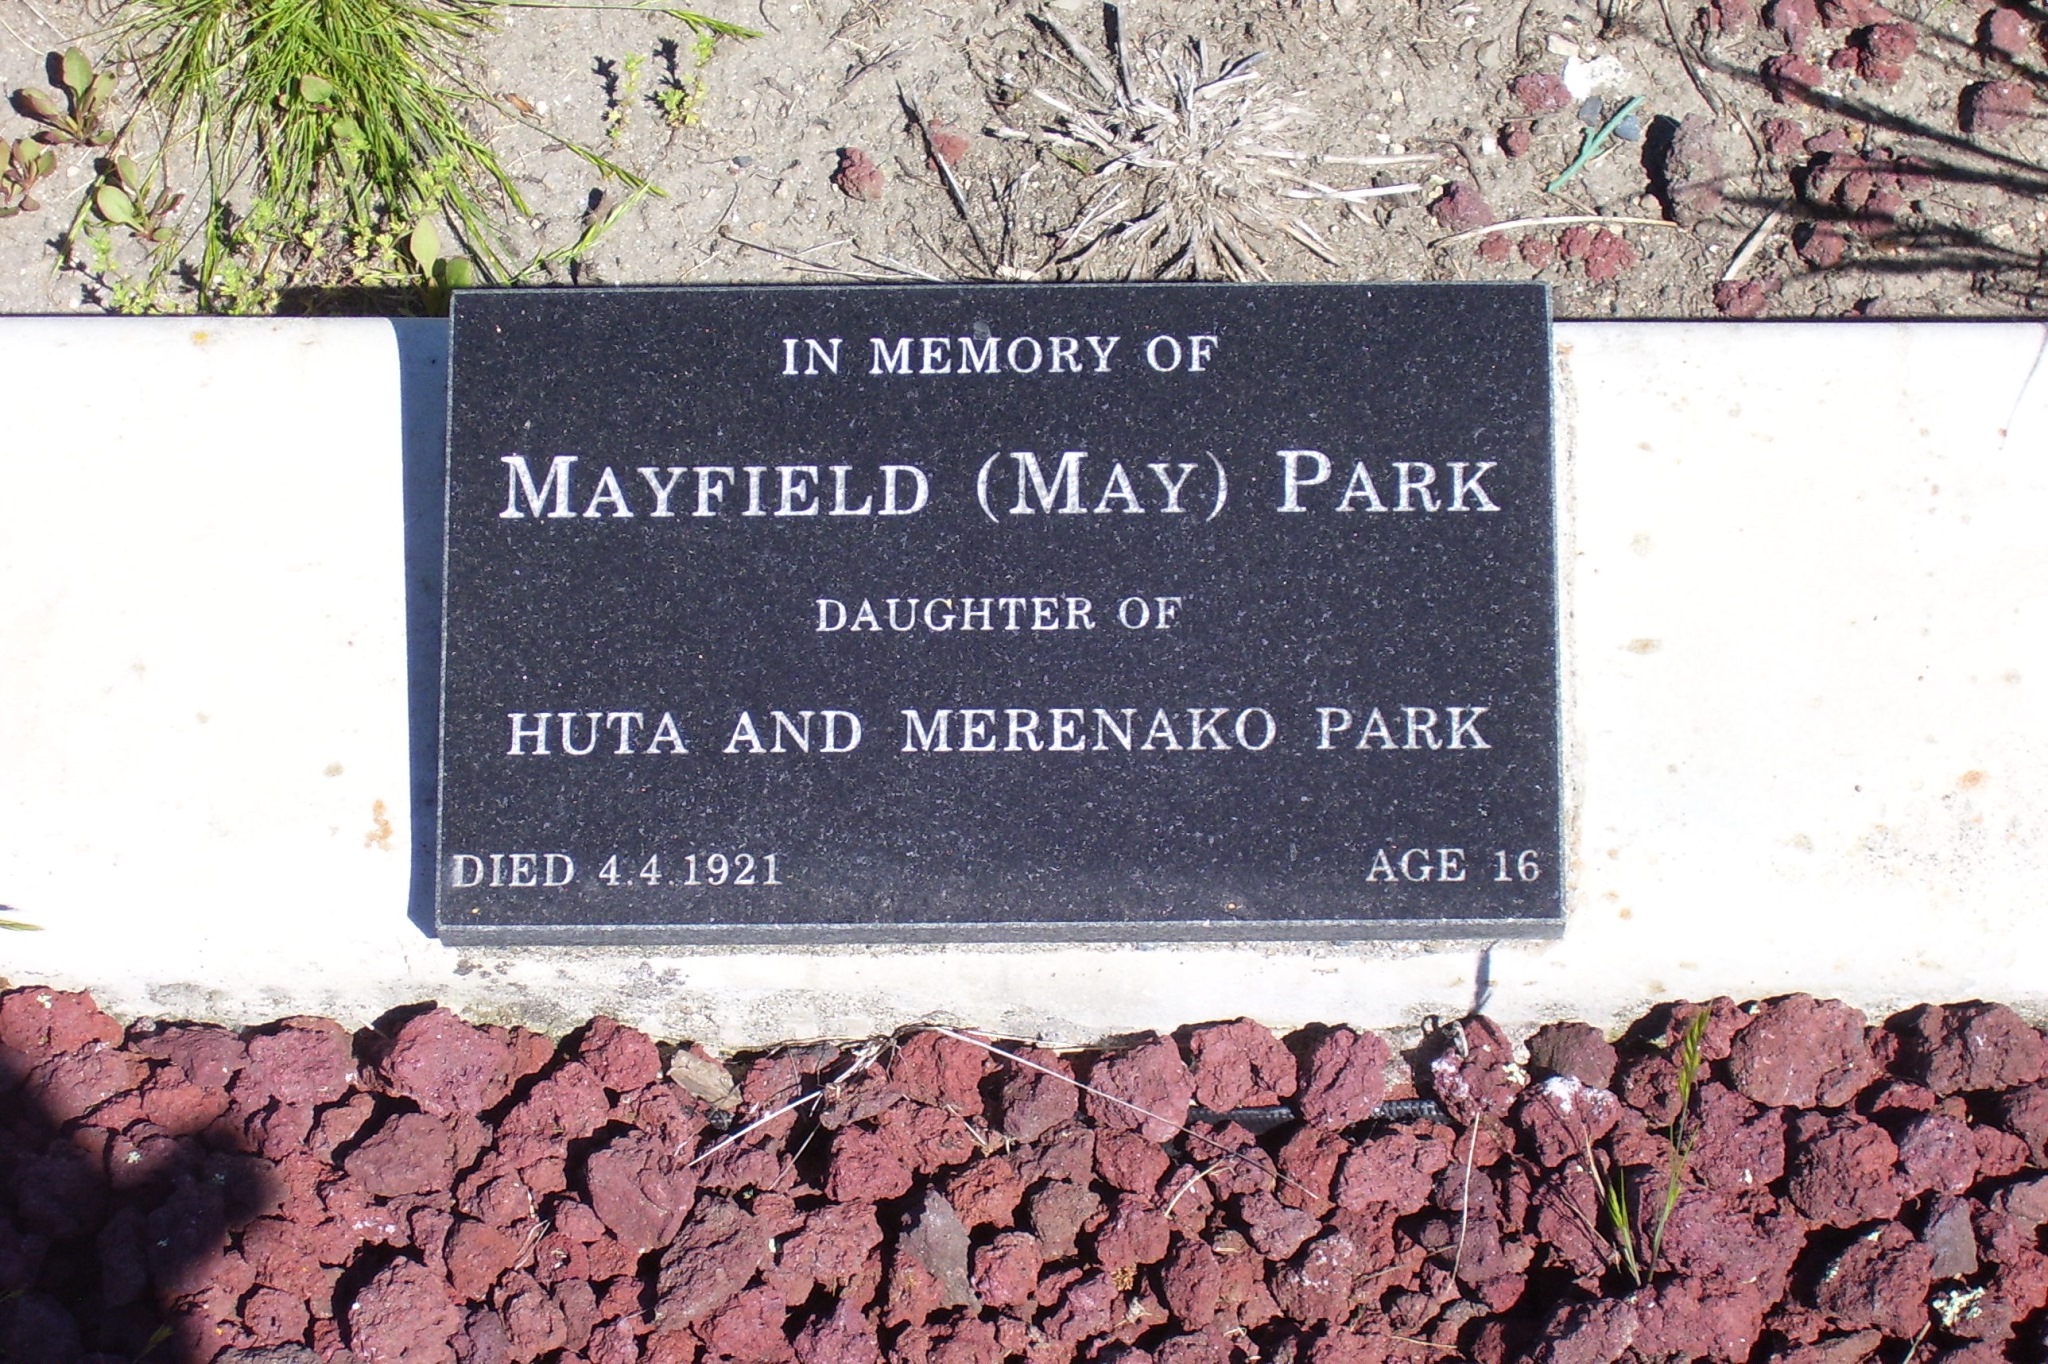 IN MEMORY OF
MAYFIELD (MAY) PARK
DAUGHTER OF
HUTA AND MERENAKO PARK
DIED 4.4.1921 AGE 16